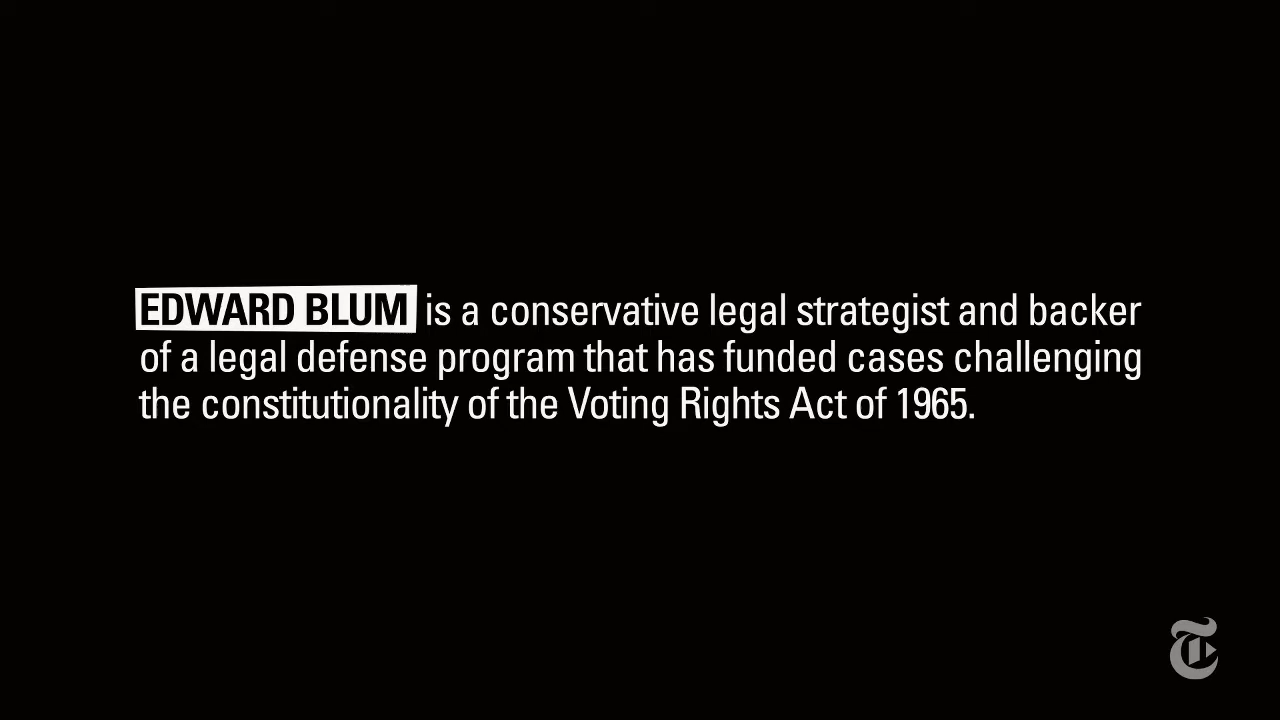 EDWARD BLUM is a conservative legal strategist and backer
of a legal defense program that has funded cases challenging
the constitutionality of the Voting Rights Act of 1965.
T